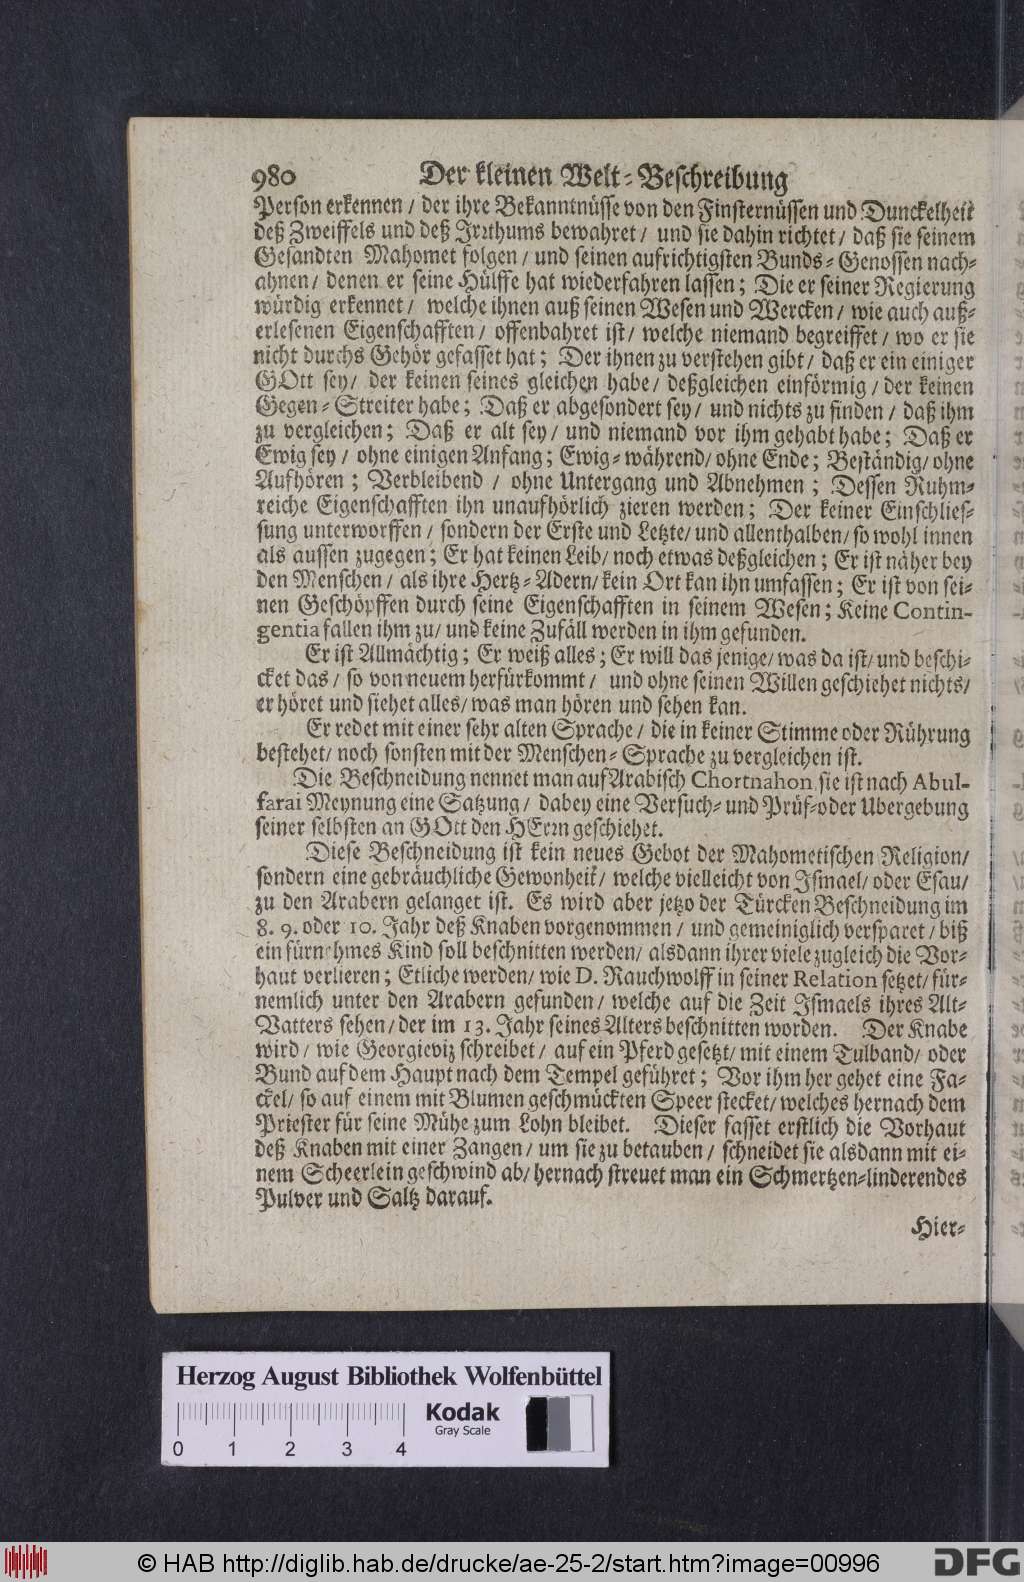 980 Der kleinen Welt-Beschreibung
Person erkennen / der ihre Bekanntnüsse von den Finsternüssen und Dunckelheit
deß Zweiffels und deß Irꝛthums bewahret / und sie dahin richtet / daß sie seinem
Gesandten Mahomet folgen / und seinen aufrichtigsten Bunds-Genossen nach-
ahnen / denen er seine Hülffe hat wiederfahren lassen; Die er seiner Regierung
würdig erkennet / welche ihnen auß seinen Wesen und Wercken / wie auch auß-
erlesenen Eigenschafften / offenbahret ist / welche niemand begreiffet / wo er sie
nicht durchs Gehör gefasset hat; Der ihnen zu verstehen gibt / daß er ein einiger
GOtt sey / der keinen seines gleichen habe / deßgleichen einförmig / der keinen
Gegen-Streiter habe; Daß er abgesondert sey / und nichts zu finden / daß ihm
zu vergleichen; Daß er alt sey / und niemand vor ihm gehabt habe; Daß er
Ewig sey / ohne einigen Anfang; Ewig-während / ohne Ende; Beständig / ohne
Aufhören; Verbleibend / ohne Untergang und Abnehmen; Dessen Ruhm-
reiche Eigenschafften ihn unaufhörlich zieren werden; Der keiner Einschlies-
sung unterworffen / sondern der Erste und Letzte / und allenthalben / so wohl innen
als aussen zugegen; Er hat keinen Leib / noch etwas deßgleichen; Er ist näher bey
den Menschen / als ihre Hertz-Adern / kein Ort kan ihn umfassen; Er ist von sei-
nen Geschöpffen durch seine Eigenschafften in seinem Wesen; Keine Contin-
gentia fallen ihm zu / und keine Zufäll werden in ihm gefunden.
Er ist Allmächtig; Er weiß alles; Er will das jenige / was da ist / und beschi-
cket das / so von neuem herfürkommt / und ohne seinen Willen geschiehet nichts /
er höret und siehet alles / was man hören und sehen kan.
Er redet mit einer sehr alten Sprache / die in keiner Stimme oder Rührung
bestehet / noch sonsten mit der Menschen-Sprache zu vergleichen ist.
Die Beschneidung nennet man auf Arabisch Chortnahon, sie ist nach Abul-
farai Meynung eine Satzung / dabey eine Versuch- und Prüf- oder Ubergebung
seiner selbsten an GOtt den HErꝛn geschiehet.
Diese Beschneidung ist kein neues Gebot der Mahometischen Religion /
sondern eine gebräuchliche Gewonheit / welche vielleicht von Ismael / oder Esau /
zu den Arabern gelanget ist. Es wird aber jetzo der Türcken Beschneidung im
8. 9. oder 10. Jahr deß Knaben vorgenommen / und gemeiniglich versparet / biß
ein fürnehmes Kind soll beschnitten werden / alsdann ihrer viele zugleich die Vor-
haut verlieren; Etliche werden / wie D. Rauchwolff in seiner Relation setzet / für-
nemlich unter den Arabern gefunden / welche auf die Zeit Ismaels ihres Alt-
Vatters sehen / der im 13. Jahr seines Alters beschnitten worden. Der Knabe
wird / wie Georgieviz schreibet / auf ein Pferd gesetzt / mit einem Tulband / oder
Bund auf dem Haupt nach dem Tempel geführet; Vor ihm her gehet eine Fa-
ckel / so auf einem mit Blumen geschmückten Speer stecket / welches hernach dem
Priester für seine Mühe zum Lohn bleibet. Dieser fasset erstlich die Vorhaut
deß Knaben mit einer Zangen / um sie zu betauben / schneidet sie alsdann mit ei-
nem Scheerlein geschwind ab / hernach streuet man ein Schmertzen-linderendes
Pulver und Saltz darauf.
Hier-
Herzog August Bibliothek Wolfenbüttel
Kodak
Gray Scale
0 1 2 3 4
© HAB http://diglib.hab.de/drucke/ae-25-2/start.htm?image=00996
DFG